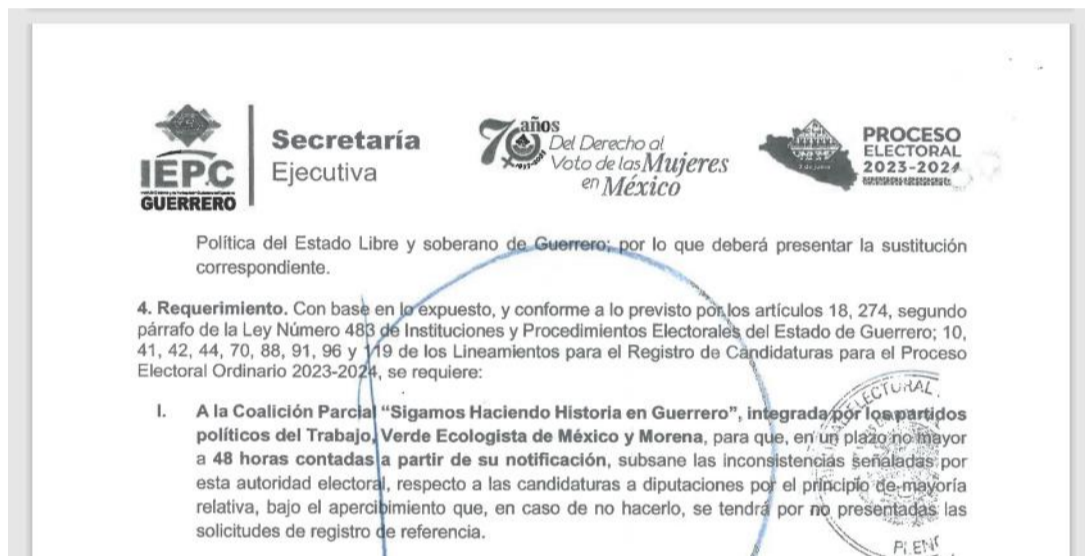 IEPC
GUERRERO
Secretaría
Ejecutiva
70 años
Del Derecho al
Voto de las Mujeres
en México
PROCESO
ELECTORAL
2023-2024
Política del Estado Libre y soberano de Guerrero; por lo que deberá presentar la sustitución
correspondiente.
4. Requerimiento. Con base en lo expuesto, y conforme a lo previsto por los artículos 18, 274, segundo
párrafo de la Ley Número 483 de Instituciones y Procedimientos Electorales del Estado de Guerrero; 10,
41, 42, 44, 70, 88, 91, 96 y 119 de los Lineamientos para el Registro de Candidaturas para el Proceso
Electoral Ordinario 2023-2024, se requiere:
I. A la Coalición Parcial “Sigamos Haciendo Historia en Guerrero”, integrada por los partidos
políticos del Trabajo, Verde Ecologista de México y Morena, para que, en un plazo no mayor
a 48 horas contadas a partir de su notificación, subsane las inconsistencias señaladas por
esta autoridad electoral, respecto a las candidaturas a diputaciones por el principio de mayoría
relativa, bajo el apercibimiento que, en caso de no hacerlo, se tendrá por no presentadas las
solicitudes de registro de referencia.